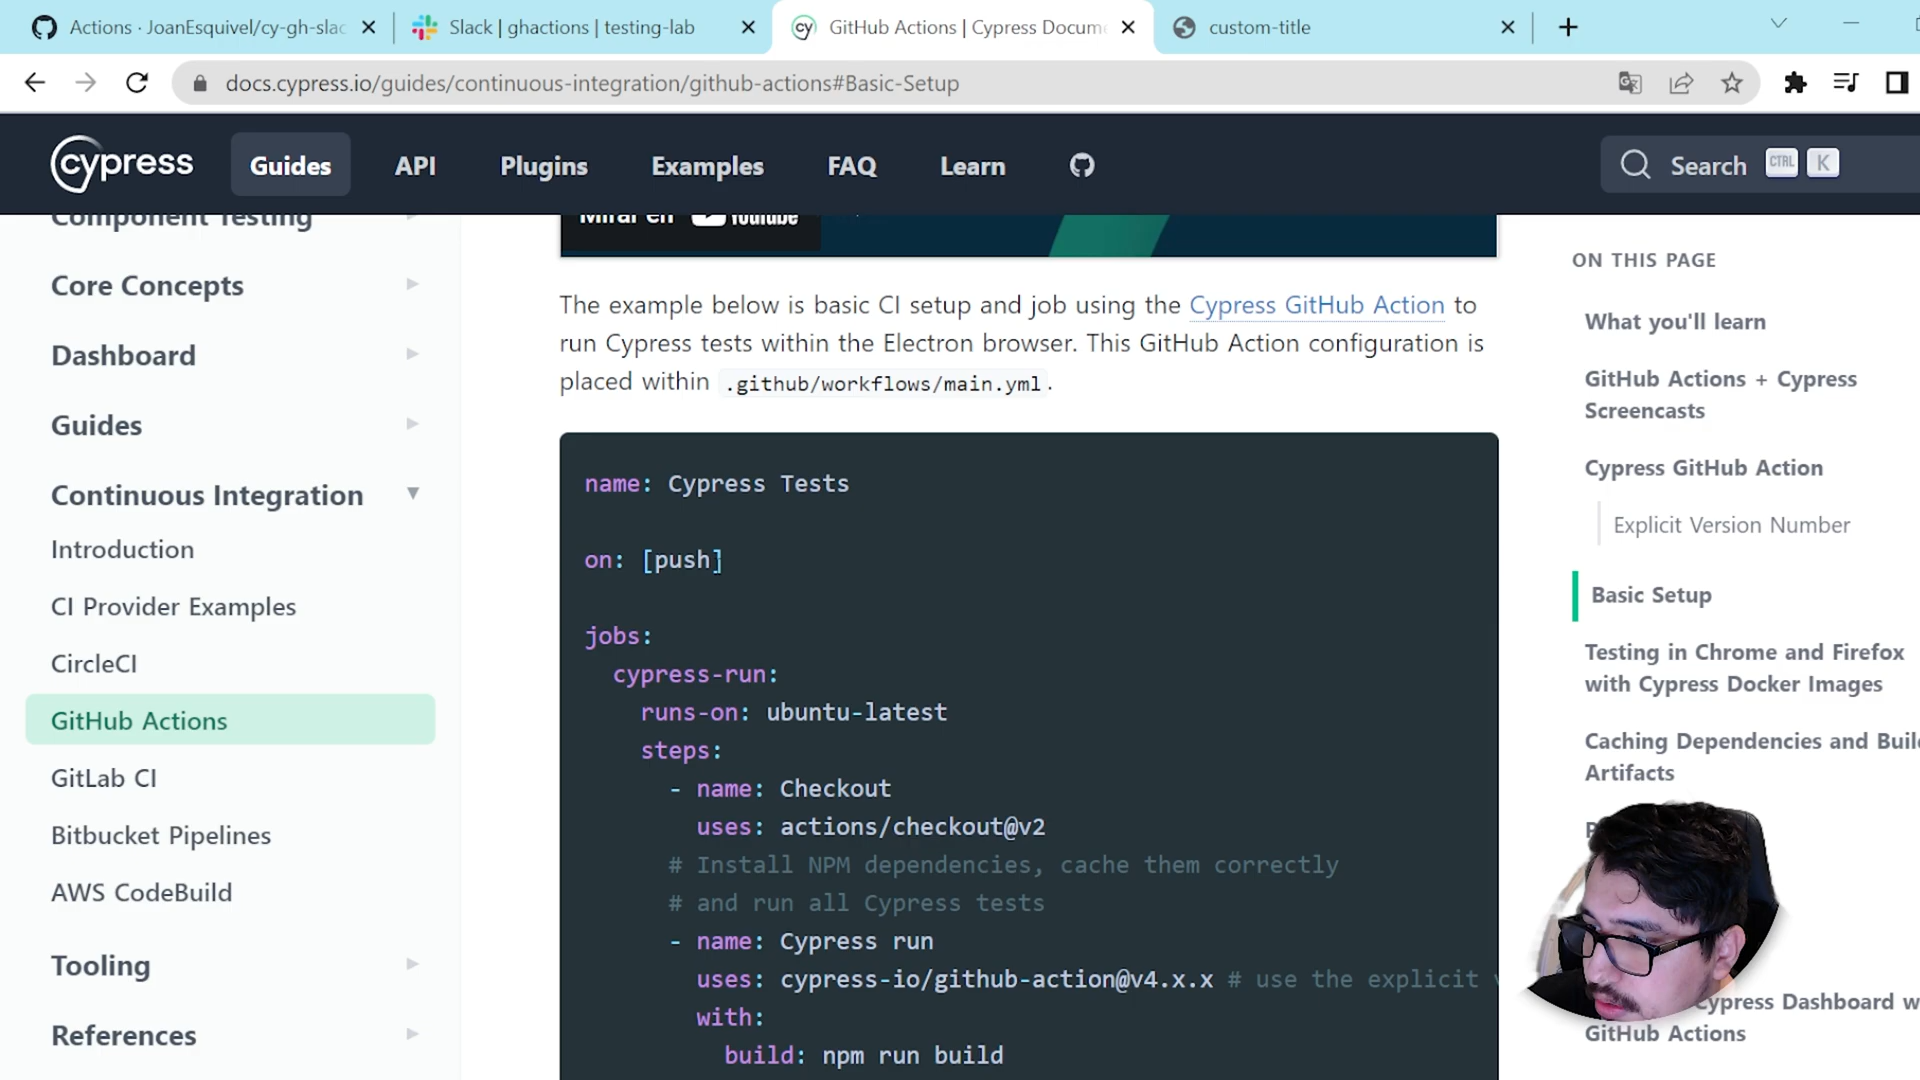 Actions · JoanEsquivel/cy-gh-slac
Slack | ghactions | testing-lab
GitHub Actions | Cypress Docume
custom-title
docs.cypress.io/guides/continuous-integration/github-actions#Basic-Setup
cypress
Guides
API
Plugins
Examples
FAQ
Learn
Search
CTRL
K
Component Testing
Core Concepts
Dashboard
Guides
Continuous Integration
Introduction
CI Provider Examples
CircleCI
GitHub Actions
GitLab CI
Bitbucket Pipelines
AWS CodeBuild
Tooling
References
Mirar en YouTube
The example below is basic CI setup and job using the Cypress GitHub Action to
run Cypress tests within the Electron browser. This GitHub Action configuration is
placed within .github/workflows/main.yml.
name: Cypress Tests
on: [push]
jobs:
cypress-run:
runs-on: ubuntu-latest
steps:
- name: Checkout
uses: actions/checkout@v2
# Install NPM dependencies, cache them correctly
# and run all Cypress tests
- name: Cypress run
uses: cypress-io/github-action@v4.x.x # use the explicit
with:
build: npm run build
ON THIS PAGE
What you'll learn
GitHub Actions + Cypress
Screencasts
Cypress GitHub Action
Explicit Version Number
Basic Setup
Testing in Chrome and Firefox
with Cypress Docker Images
Caching Dependencies and Buil
Artifacts
Cypress Dashboard w
GitHub Actions